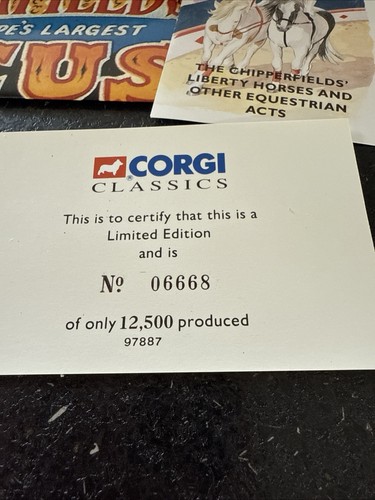 PE'S LARGEST
CUS
THE CHIPPERFIELDS'
LIBERTY HORSES AND
OTHER EQUESTRIAN
ACTS
CORGI
CLASSICS
This is to certify that this is a
Limited Edition
and is
Nº 06668
of only 12,500 produced
97887